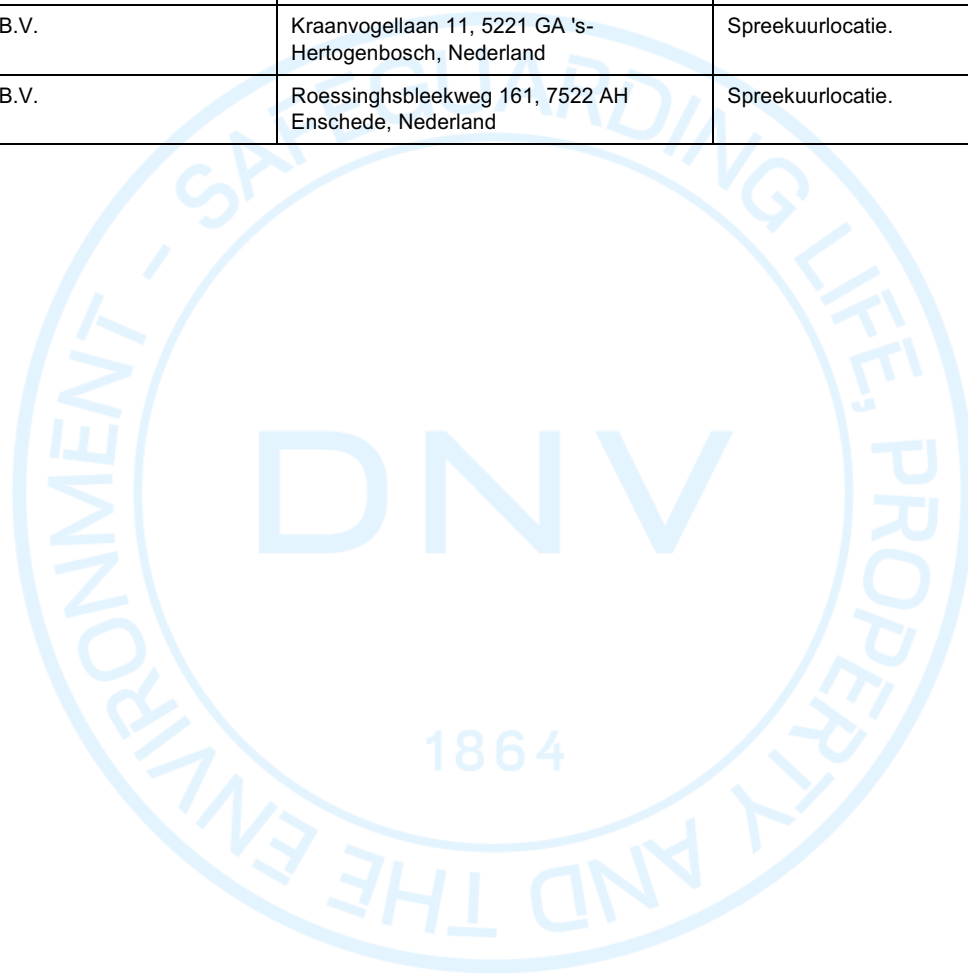 B.V.
Kraanvogellaan 11, 5221 GA 's-
Hertogenbosch, Nederland
Spreekuurlocatie.
B.V.
Roessinghsbleekweg 161, 7522 AH
Enschede, Nederland
Spreekuurlocatie.
SAFEGUARDING LIFE, PROPERTY AND THE ENVIRONMENT -
DNV
1864